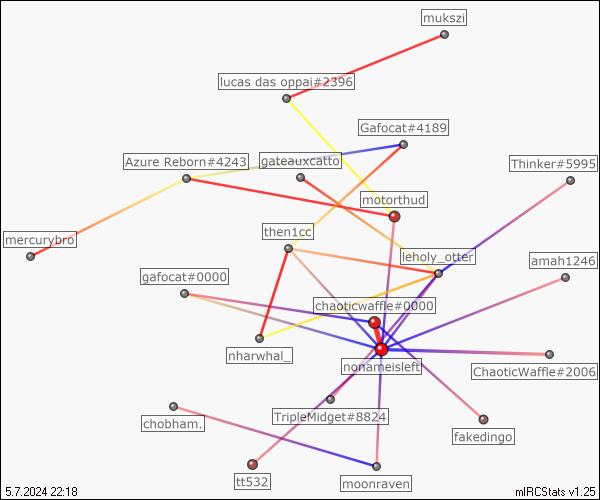 mukszi
lucas das oppai#2396
Gafocat#4189
Azure Reborn#4243
gateauxcatto
Thinker#5995
motorthud
mercurybro
then1cc
leholy_otter
amah1246
gafocat#0000
chaoticwaffle#0000
nharwhal_
nonameisleft
ChaoticWaffle#2006
TripleMidget#8824
chobham.
fakedingo
tt532
moonraven
5.7.2024 22:18
mIRCStats v1.25